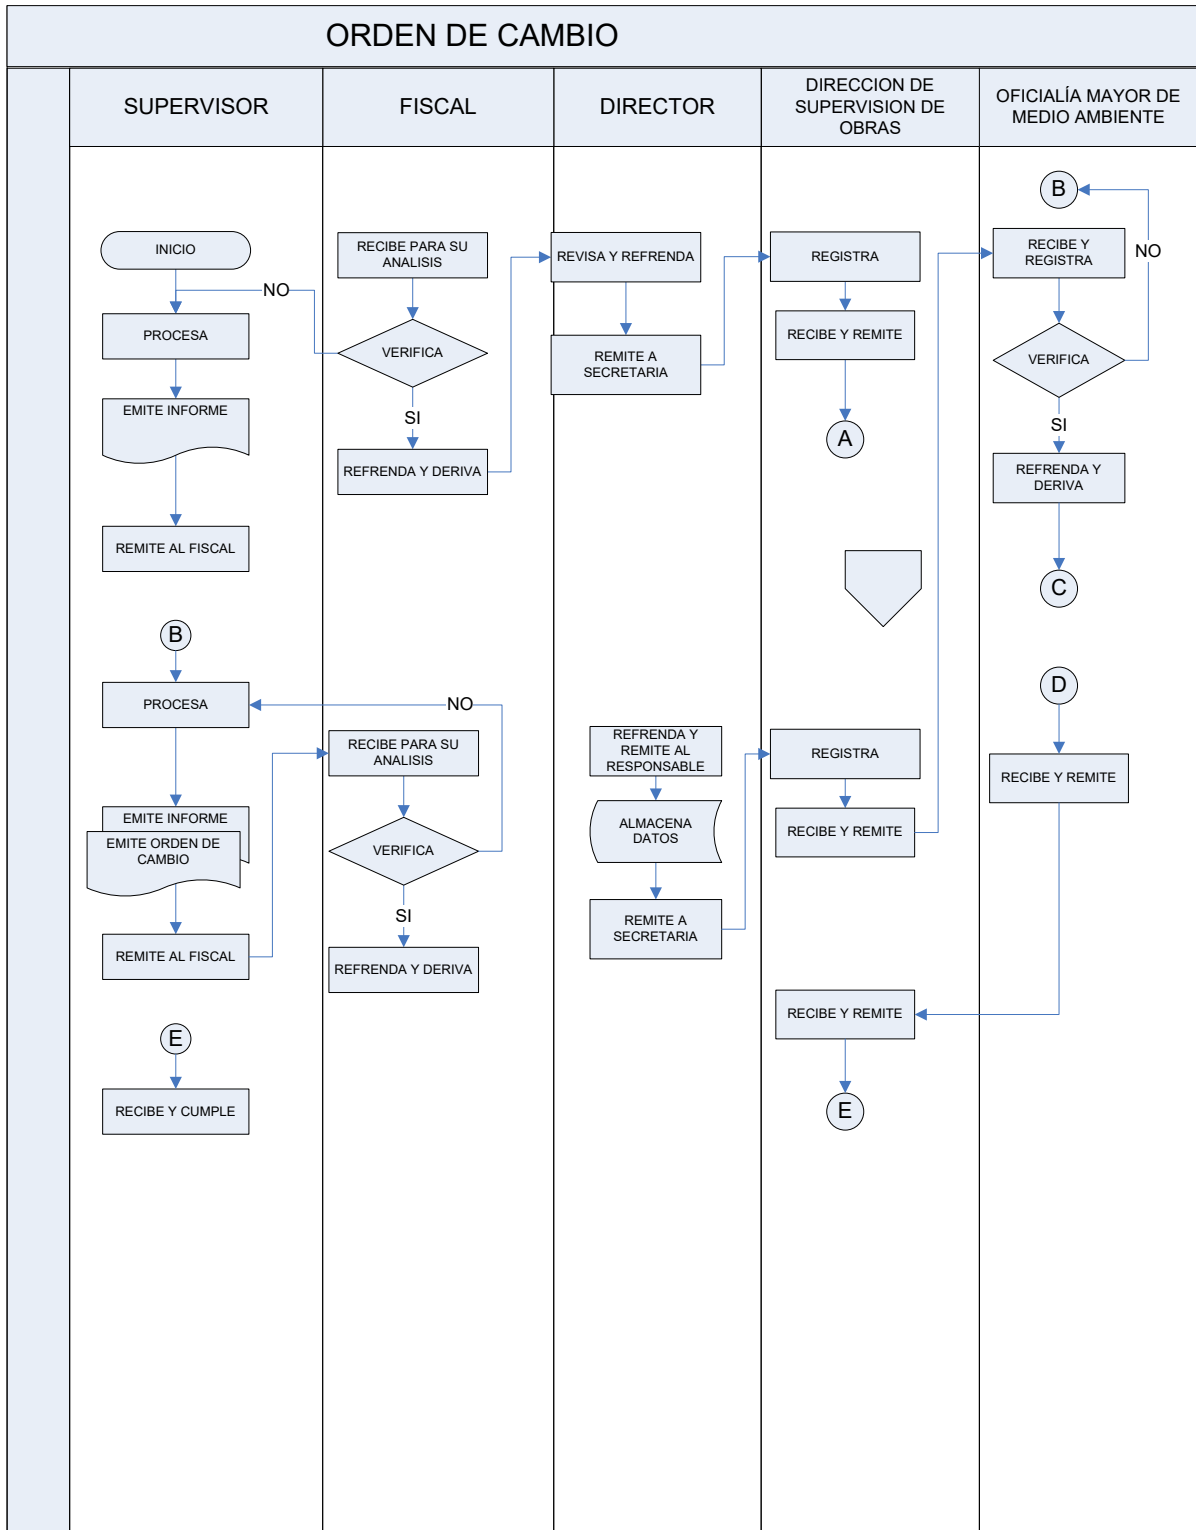 ORDEN DE CAMBIO
SUPERVISOR
FISCAL
DIRECTOR
DIRECCION DE
SUPERVISION DE
OBRAS
OFICIALÍA MAYOR DE
MEDIO AMBIENTE
INICIO
NO
PROCESA
EMITE INFORME
REMITE AL FISCAL
B
PROCESA
EMITE INFORME
EMITE ORDEN DE
CAMBIO
REMITE AL FISCAL
E
RECIBE Y CUMPLE
RECIBE PARA SU
ANALISIS
VERIFICA
SI
REFRENDA Y DERIVA
NO
RECIBE PARA SU
ANALISIS
VERIFICA
SI
REFRENDA Y DERIVA
REVISA Y REFRENDA
REMITE A
SECRETARIA
REFRENDA Y
REMITE AL
RESPONSABLE
ALMACENA
DATOS
REMITE A
SECRETARIA
REGISTRA
RECIBE Y REMITE
A
REGISTRA
RECIBE Y REMITE
RECIBE Y REMITE
E
B
RECIBE Y
REGISTRA
NO
VERIFICA
SI
REFRENDA Y
DERIVA
C
D
RECIBE Y REMITE